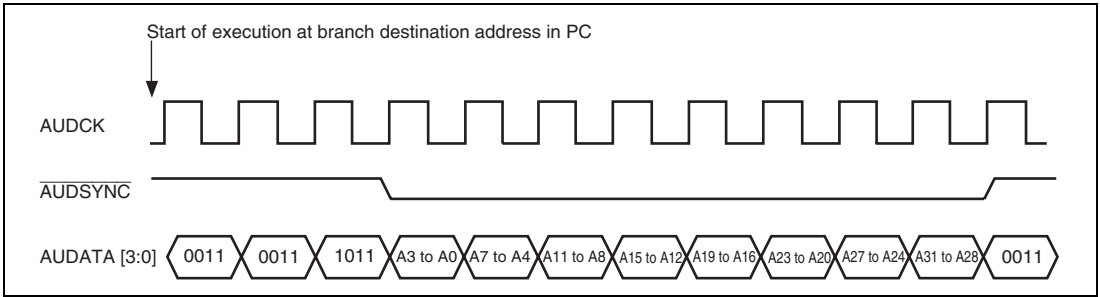 Start of execution at branch destination address in PC
AUDCK
AUDSYNC
AUDATA [3:0] 0011 0011 1011 A3 to A0 A7 to A4 A11 to A8 A15 to A12 A19 to A16 A23 to A20 A27 to A24 A31 to A28 0011